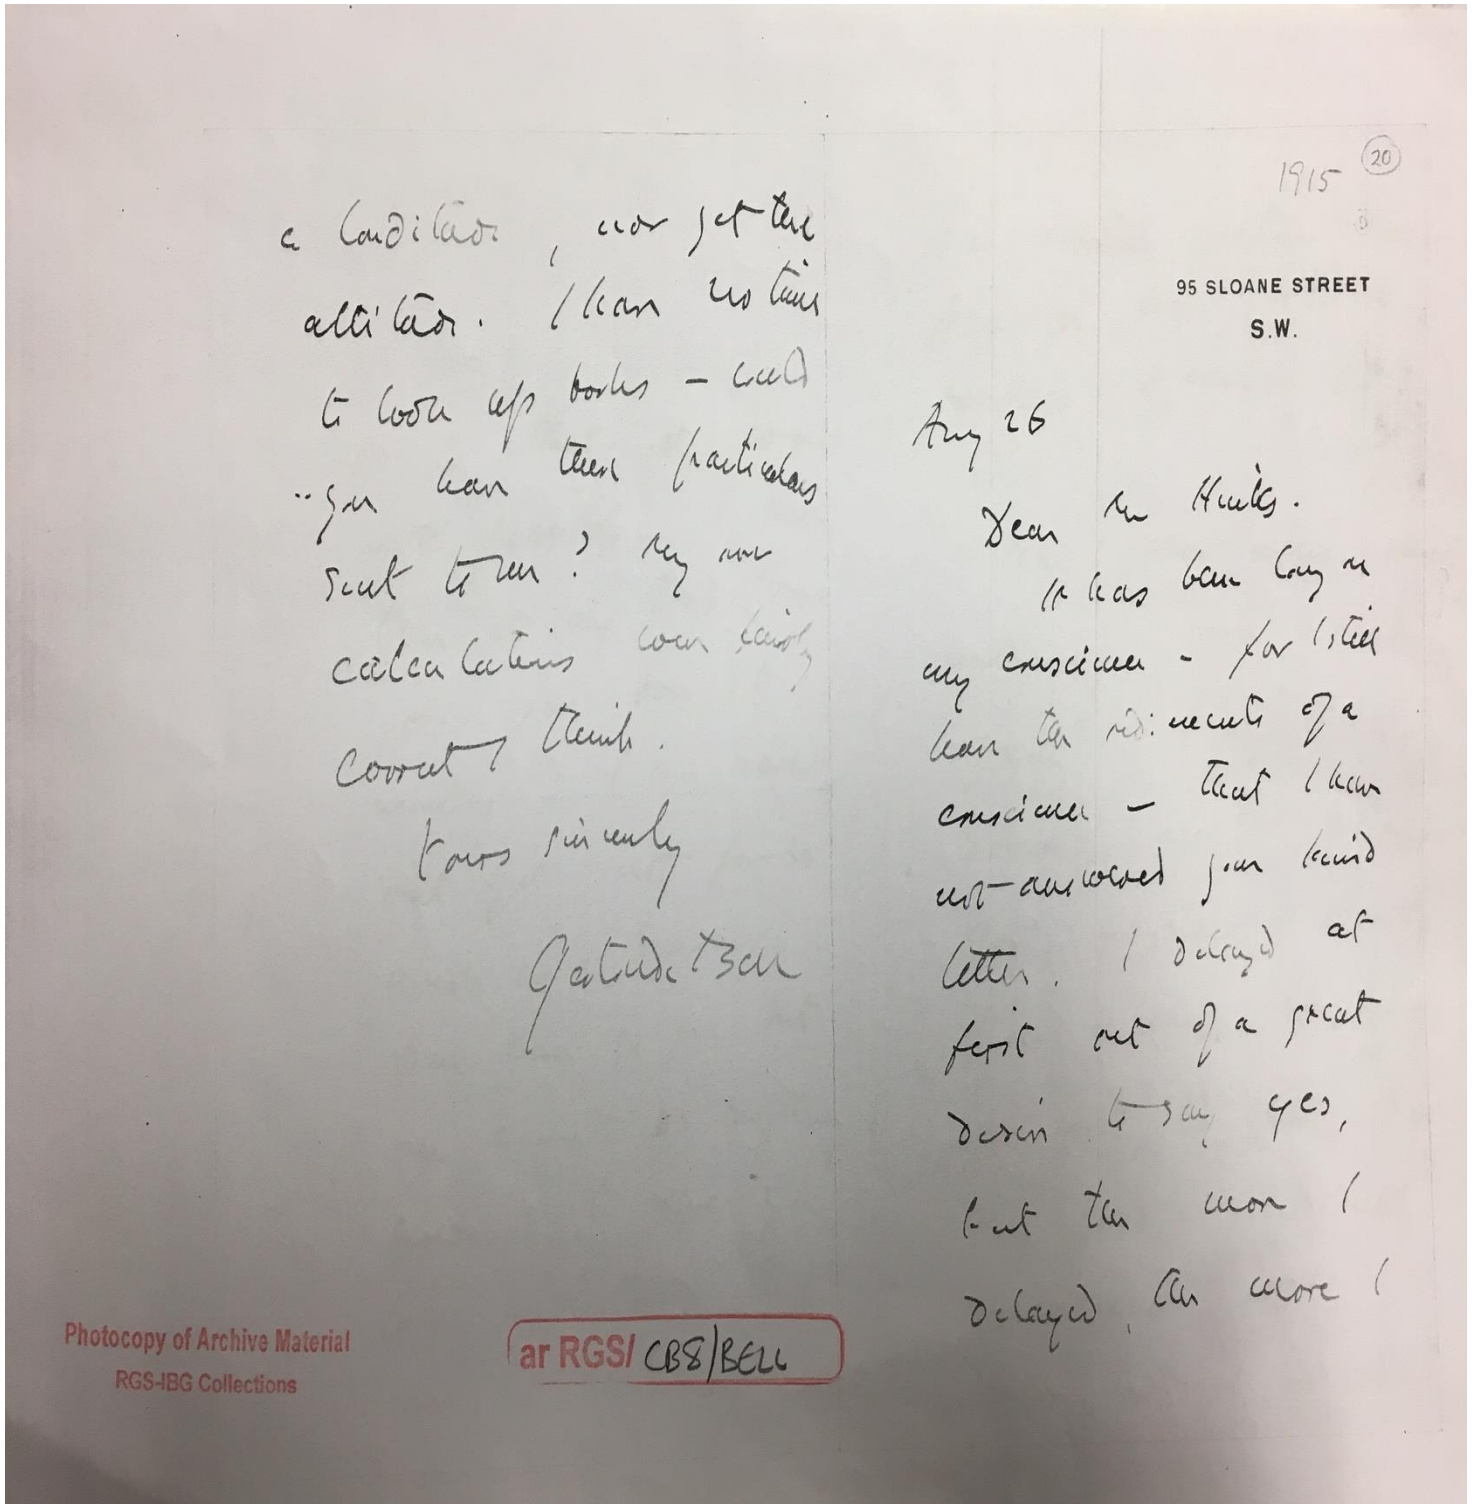 1915
20
95 SLOANE STREET
S.W.
Aug 26
Dear Mr Hinks.
It has been long on
my conscience - for I still
have the rudiments of a
conscience - that I have
not answered your kind
letter. I delayed at
first out of a great
desire to say yes,
but the more I
delayed, the more I
, nor yet the
altitude. I have no time
to look up books - could
you have these particulars
sent to me? My own
calculations were fairly
correct I think.
Yours sincerely
Gertrude Bell
Photocopy of Archive Material
RGS-IBG Collections
ar RGS/ CB8/BELL